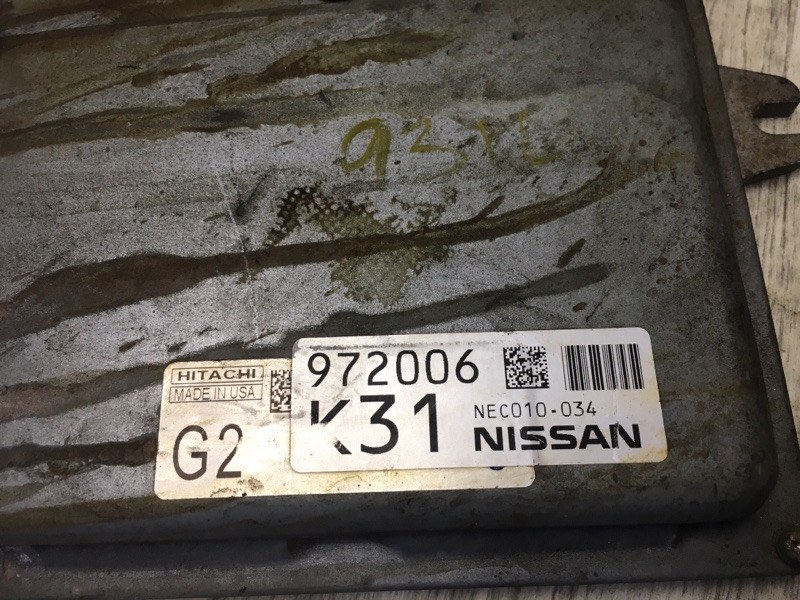 HITACHI
MADE IN USA
G2
972006
K31
NEC010-034
NISSAN